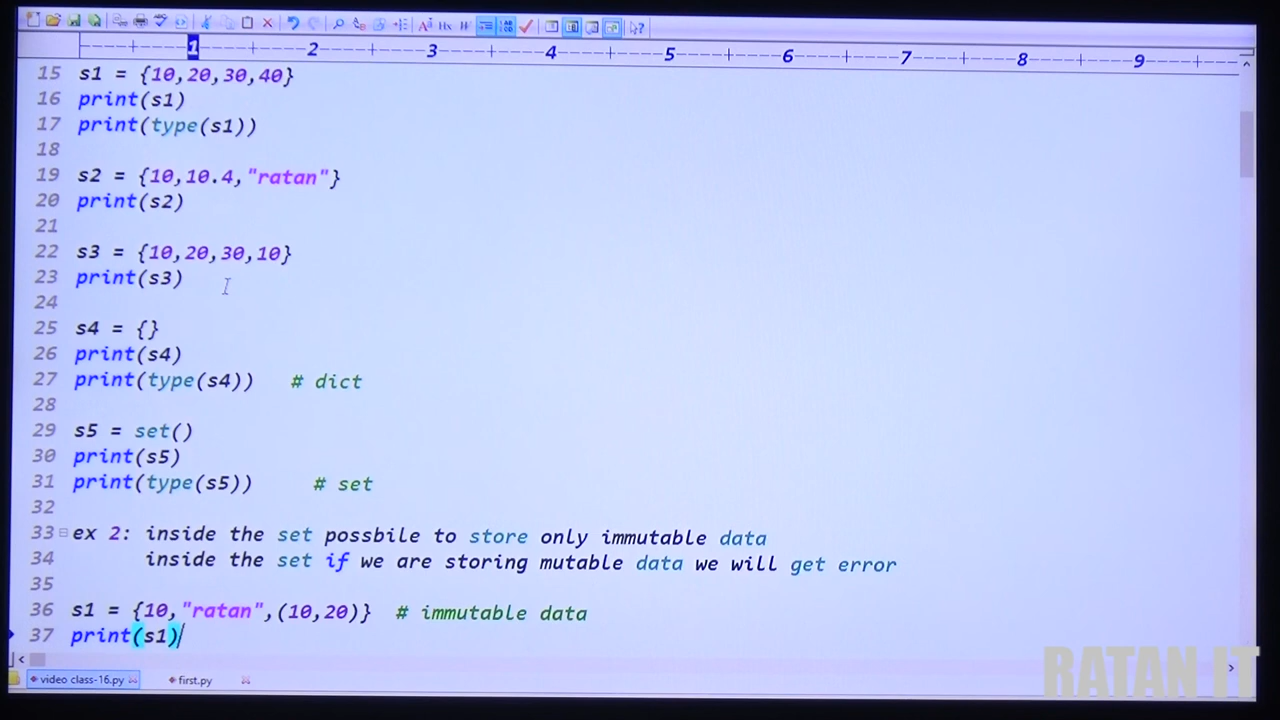 1 2 3 4 5 6 7 8 9
15 s1 = {10,20,30,40}
16 print(s1)
17 print(type(s1))
18
19 s2 = {10,10.4,"ratan"}
20 print(s2)
21
22 s3 = {10,20,30,10}
23 print(s3)
24
25 s4 = {}
26 print(s4)
27 print(type(s4)) # dict
28
29 s5 = set()
30 print(s5)
31 print(type(s5)) # set
32
33 ex 2: inside the set possbile to store only immutable data
34 inside the set if we are storing mutable data we will get error
35
36 s1 = {10,"ratan",(10,20)} # immutable data
37 print(s1)
video class-16.py first.py
RATAN IT